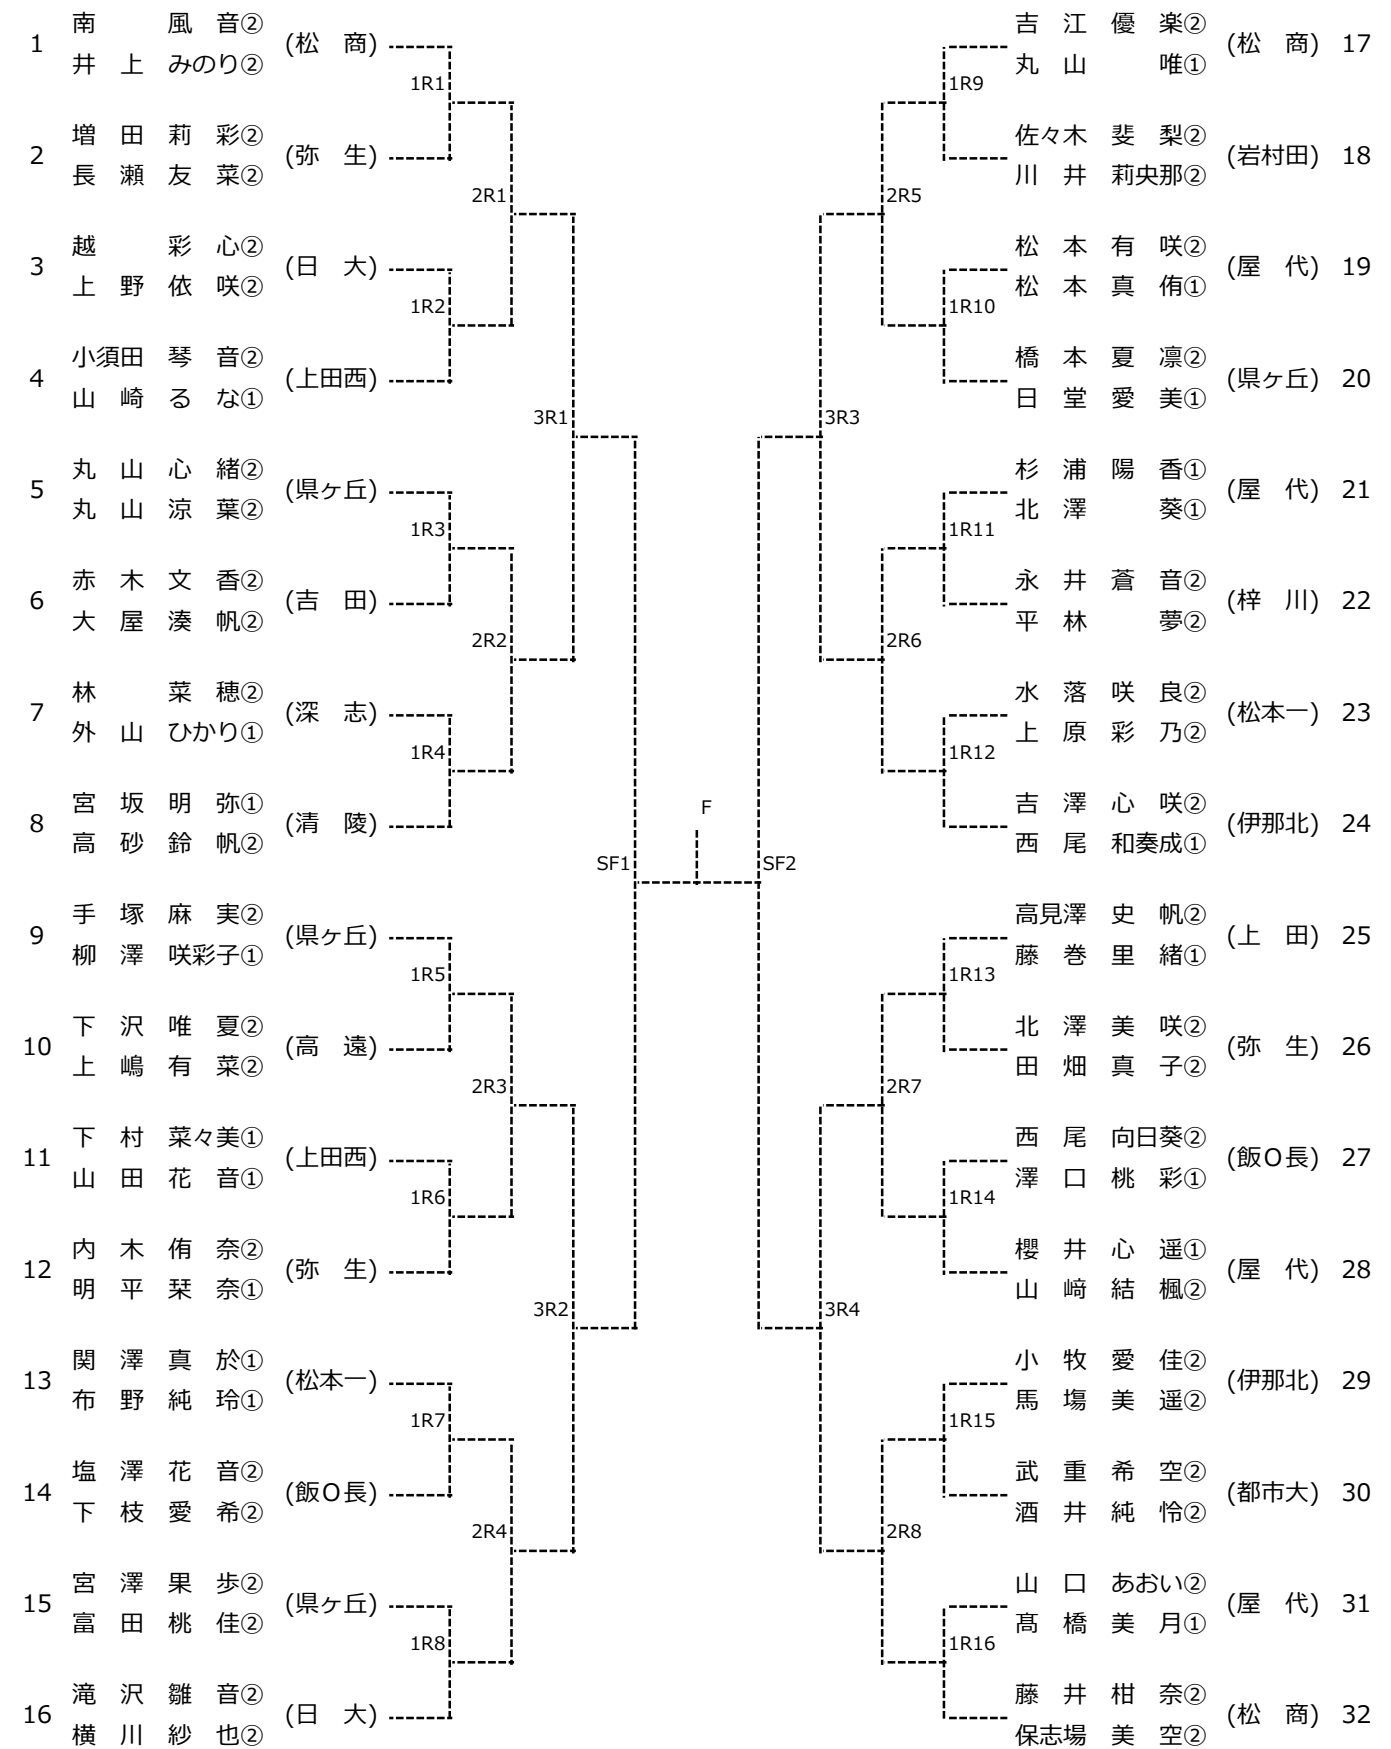 1 南 風 音② (松 商)
井 上 みのり②
1R1
2 増 田 莉 彩② (弥 生)
長 瀬 友 菜②
2R1
3 越 彩 心② (日 大)
上 野 依 咲②
1R2
4 小須田 琴 音② (上田西)
山 崎 る な①
3R1
5 丸 山 心 緒② (県ヶ丘)
丸 山 涼 葉②
1R3
6 赤 木 文 香② (吉 田)
大 屋 湊 帆②
2R2
7 林 菜 穂② (深 志)
外 山 ひかり①
1R4
8 宮 坂 明 弥① (清 陵)
高 砂 鈴 帆②
SF1
9 手 塚 麻 実② (県ヶ丘)
柳 澤 咲彩子①
1R5
10 下 沢 唯 夏② (高 遠)
上 嶋 有 菜②
2R3
11 下 村 菜々美① (上田西)
山 田 花 音①
1R6
12 内 木 侑 奈② (弥 生)
明 平 栞 奈①
3R2
13 関 澤 真 於① (松本一)
布 野 純 玲①
1R7
14 塩 澤 花 音② (飯O長)
下 枝 愛 希②
2R4
15 宮 澤 果 歩② (県ヶ丘)
富 田 桃 佳②
1R8
16 滝 沢 雛 音② (日 大)
横 川 紗 也②
F
吉 江 優 楽② (松 商) 17
丸 山 唯①
1R9
佐々木 斐 梨② (岩村田) 18
川 井 莉央那②
2R5
松 本 有 咲② (屋 代) 19
松 本 真 侑①
1R10
橋 本 夏 凛② (県ヶ丘) 20
日 堂 愛 美①
3R3
杉 浦 陽 香① (屋 代) 21
北 澤 葵①
1R11
永 井 蒼 音② (梓 川) 22
平 林 夢②
2R6
水 落 咲 良② (松本一) 23
上 原 彩 乃②
1R12
吉 澤 心 咲② (伊那北) 24
西 尾 和奏成①
SF2
高見澤 史 帆② (上 田) 25
藤 巻 里 緒①
1R13
北 澤 美 咲② (弥 生) 26
田 畑 真 子②
2R7
西 尾 向日葵② (飯O長) 27
澤 口 桃 彩①
1R14
櫻 井 心 遥① (屋 代) 28
山 﨑 結 楓②
3R4
小 牧 愛 佳② (伊那北) 29
馬 場 美 遥②
1R15
武 重 希 空② (都市大) 30
酒 井 純 怜②
2R8
山 口 あおい② (屋 代) 31
髙 橋 美 月①
1R16
藤 井 柑 奈② (松 商) 32
保志場 美 空②